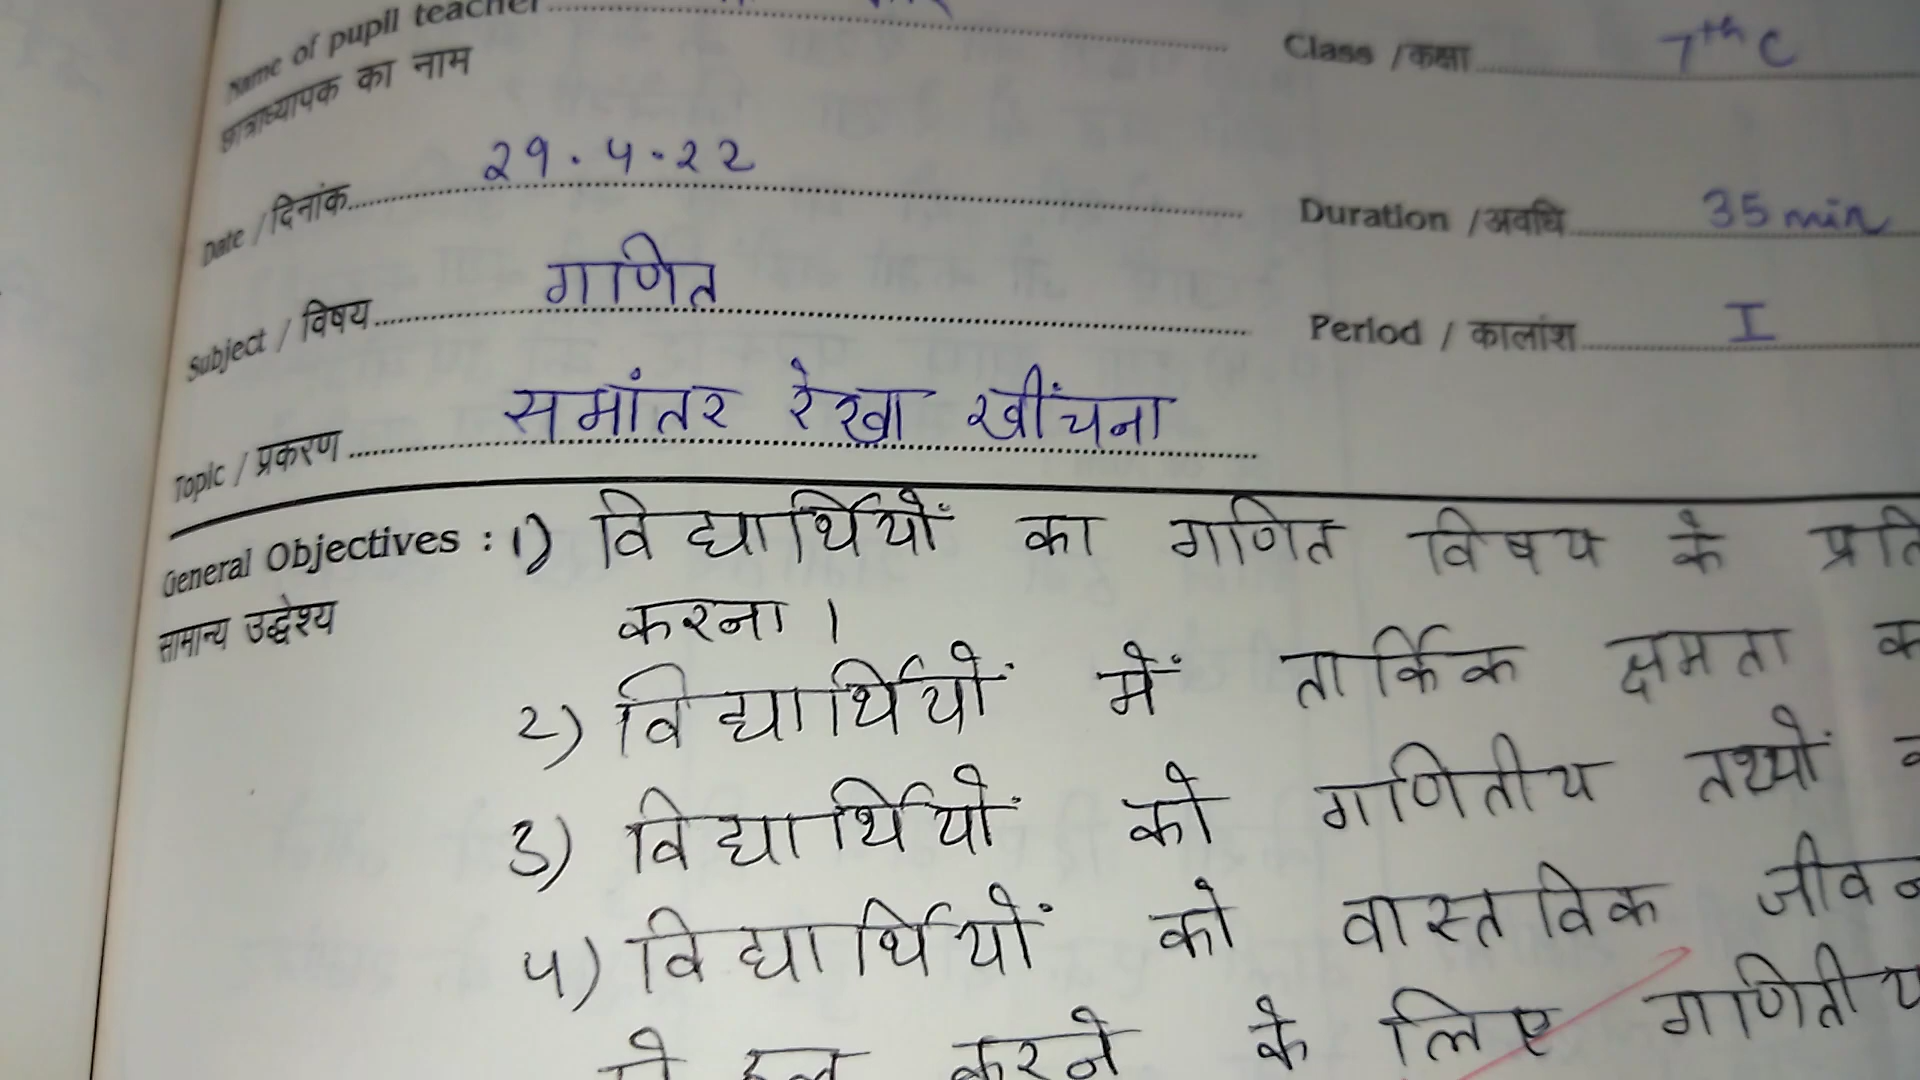 Name of pupil teacher
छात्राध्यापक का नाम
Class /कक्षा 7th C
Date /दिनांक 29.4.22
Duration /अवधि 35 min
Subject / विषय गणित
Period / कालांश I
Topic / प्रकरण समांतर रेखा खींचना
General Objectives : 1) विद्यार्थियों का गणित विषय के प्रति
सामान्य उद्धेश्य
करना ।
2) विद्यार्थियों में तार्किक क्षमता
3) विद्यार्थियों को गणितीय तथ्यों
4) विद्यार्थियों को वास्तविक जीवन
करने के लिए गणितीय